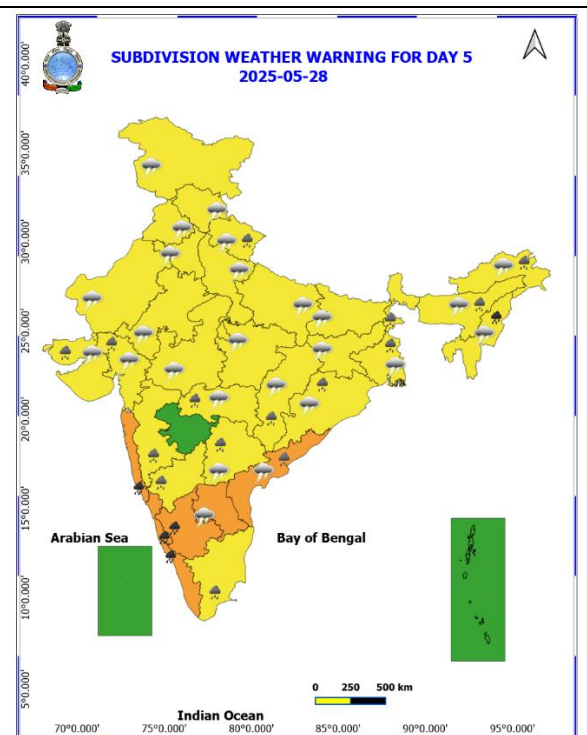 SUBDIVISION WEATHER WARNING FOR DAY 5
2025-05-28
40°0.000'
35°0.000'
30°0.000'
25°0.000'
20°0.000'
15°0.000'
10°0.000'
5°0.000'
Arabian Sea
Bay of Bengal
0 250 500 km
Indian Ocean
70°0.000' 75°0.000' 80°0.000' 85°0.000' 90°0.000' 95°0.000'